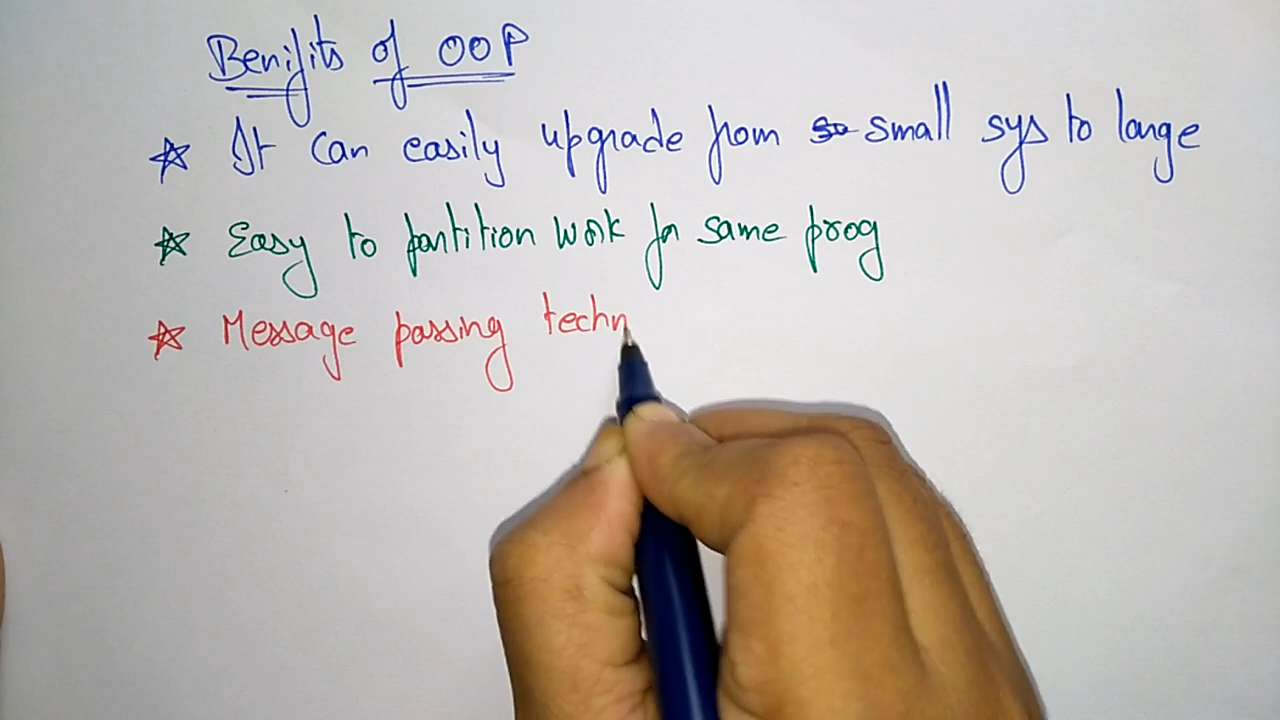 Benifits of OOP
It can easily upgrade from small sys to large
Easy to partition work for same prog
Message passing techn